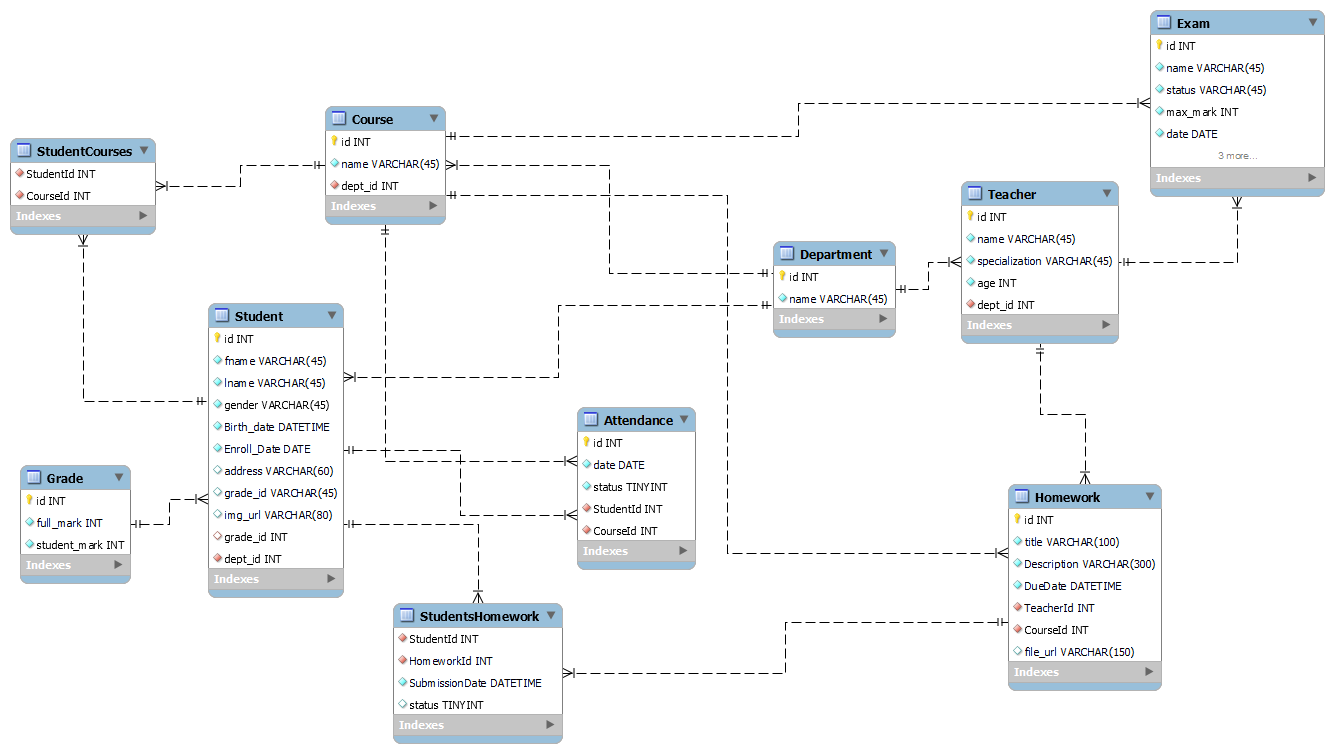 Exam
id INT
name VARCHAR(45)
status VARCHAR(45)
max_mark INT
date DATE
3 more...
Indexes
Course
id INT
name VARCHAR(45)
dept_id INT
Indexes
StudentCourses
StudentId INT
CourseId INT
Indexes
Teacher
id INT
name VARCHAR(45)
specialization VARCHAR(45)
age INT
dept_id INT
Indexes
Department
id INT
name VARCHAR(45)
Indexes
Student
id INT
fname VARCHAR(45)
lname VARCHAR(45)
gender VARCHAR(45)
Birth_date DATETIME
Enroll_Date DATE
address VARCHAR(60)
grade_id VARCHAR(45)
img_url VARCHAR(80)
grade_id INT
dept_id INT
Indexes
Attendance
id INT
date DATE
status TINYINT
StudentId INT
CourseId INT
Indexes
Grade
id INT
full_mark INT
student_mark INT
Indexes
Homework
id INT
title VARCHAR(100)
Description VARCHAR(300)
DueDate DATETIME
TeacherId INT
CourseId INT
file_url VARCHAR(150)
Indexes
StudentsHomework
StudentId INT
HomeworkId INT
SubmissionDate DATETIME
status TINYINT
Indexes